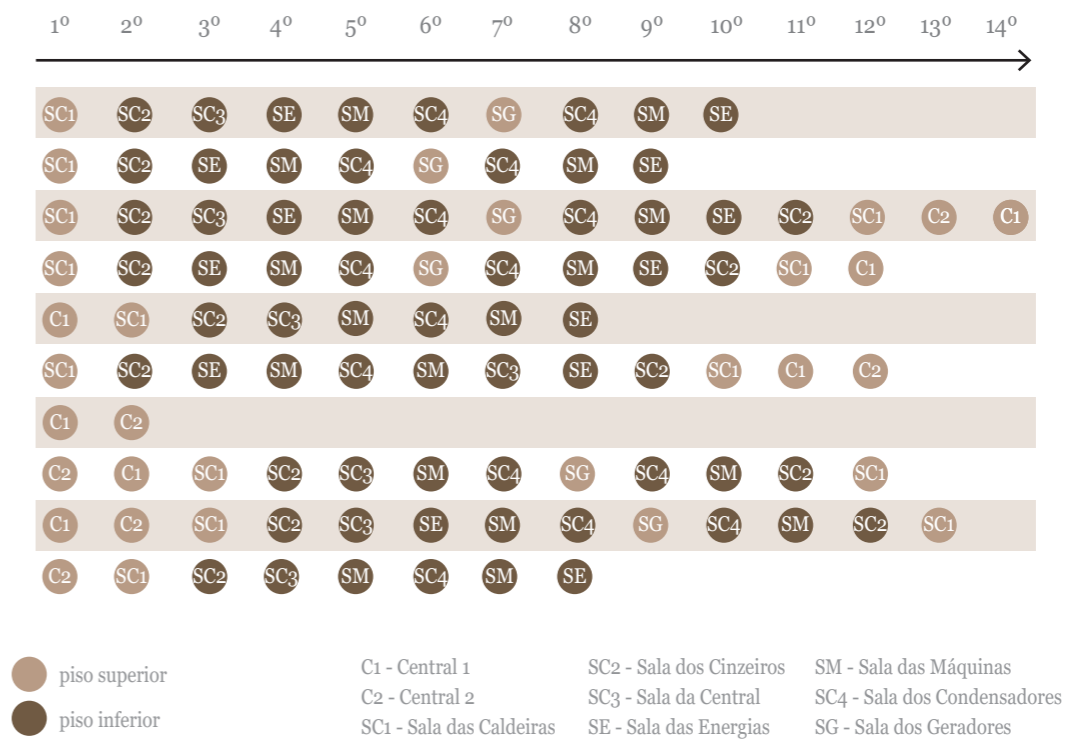 1º 2º 3º 4º 5º 6º 7º 8º 9º 10º 11º 12º 13º 14º
SC1 SC2 SC3 SE SM SC4 SG SC4 SM SE
SC1 SC2 SE SM SC4 SG SC4 SM SE
SC1 SC2 SC3 SE SM SC4 SG SC4 SM SE SC2 SC1 C2 C1
SC1 SC2 SE SM SC4 SG SC4 SM SE SC2 SC1 C1
C1 SC1 SC2 SC3 SM SC4 SM SE
SC1 SC2 SE SM SC4 SM SC3 SE SC2 SC1 C1 C2
C1 C2
C2 C1 SC1 SC2 SC3 SM SC4 SG SC4 SM SC2 SC1
C1 C2 SC1 SC2 SC3 SE SM SC4 SG SC4 SM SC2 SC1
C2 SC1 SC2 SC3 SM SC4 SM SE
piso superior
piso inferior
C1 - Central 1
C2 - Central 2
SC1 - Sala das Caldeiras
SC2 - Sala dos Cinzeiros
SC3 - Sala da Central
SE - Sala das Energias
SM - Sala das Máquinas
SC4 - Sala dos Condensadores
SG - Sala dos Geradores